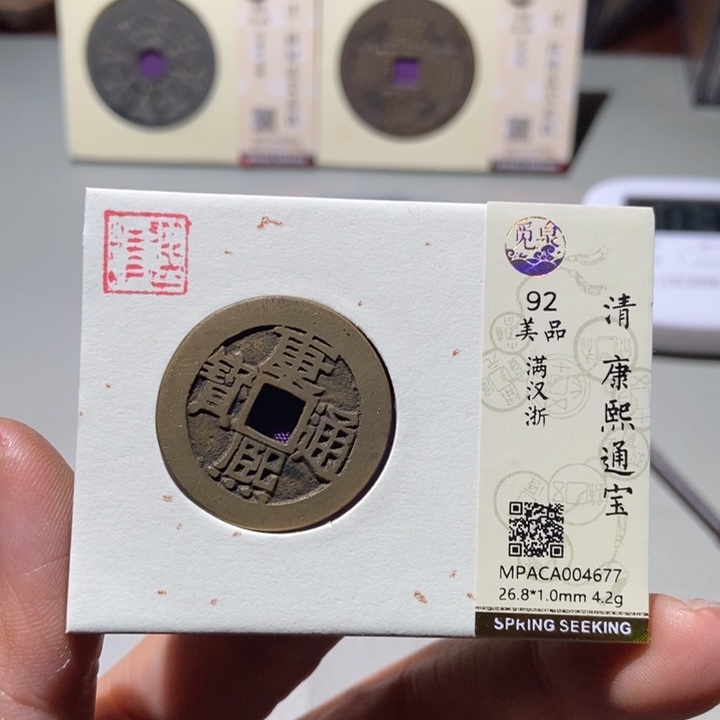 觅泉
92
美品
满汉浙
清 康熙通宝
康熙通寶
MPACA004677
26.8*1.0mm 4.2g
SPRING SEEKING